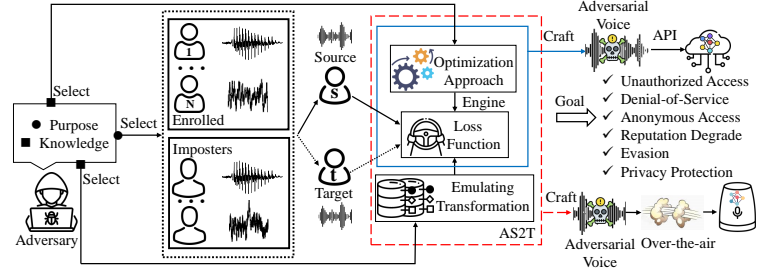 Select
Purpose
Knowledge
Select
Select
Adversary
1
N
Enrolled
Imposters
Source
S
t
Target
Optimization
Approach
Engine
Loss
Function
Emulating
Transformation
AS2T
Craft
Adversarial
Voice
API
Goal
✓ Unauthorized Access
✓ Denial-of-Service
✓ Anonymous Access
✓ Reputation Degrade
✓ Evasion
✓ Privacy Protection
Craft
Adversarial
Voice
Over-the-air